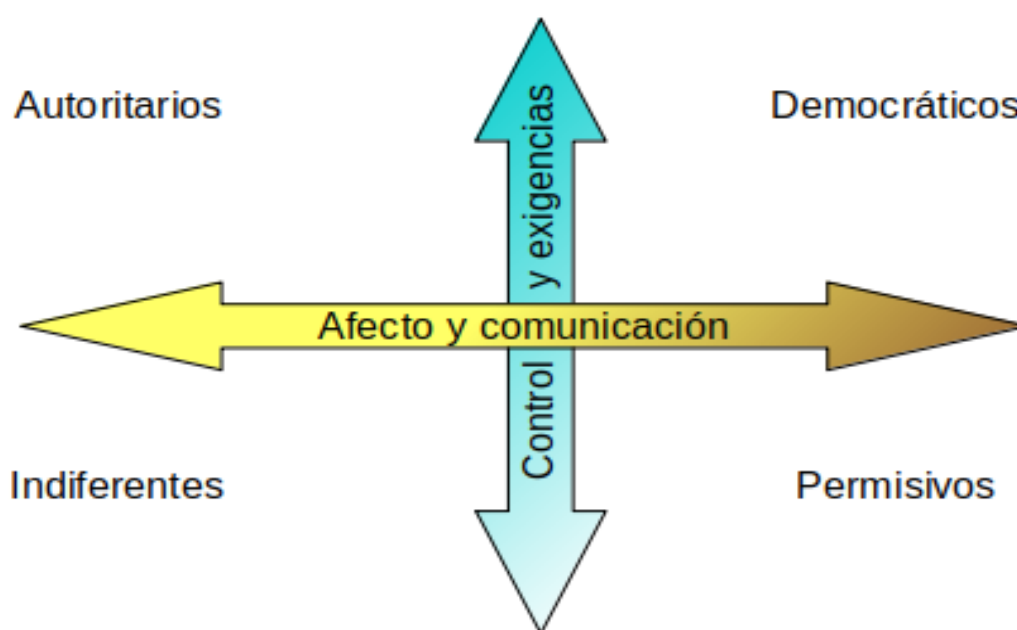 Autoritarios
Democráticos
Control y exigencias
Afecto y comunicación
Indiferentes
Permisivos